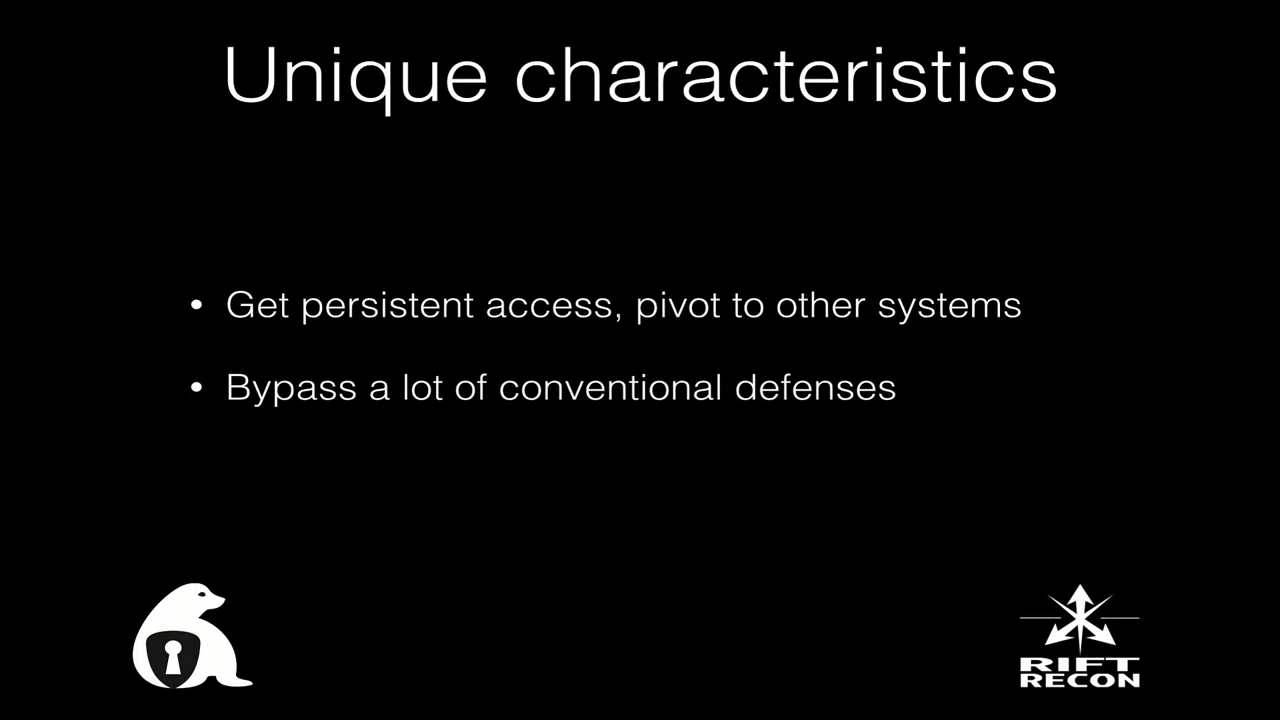 Unique characteristics
• Get persistent access, pivot to other systems
• Bypass a lot of conventional defenses
RIFT
RECON